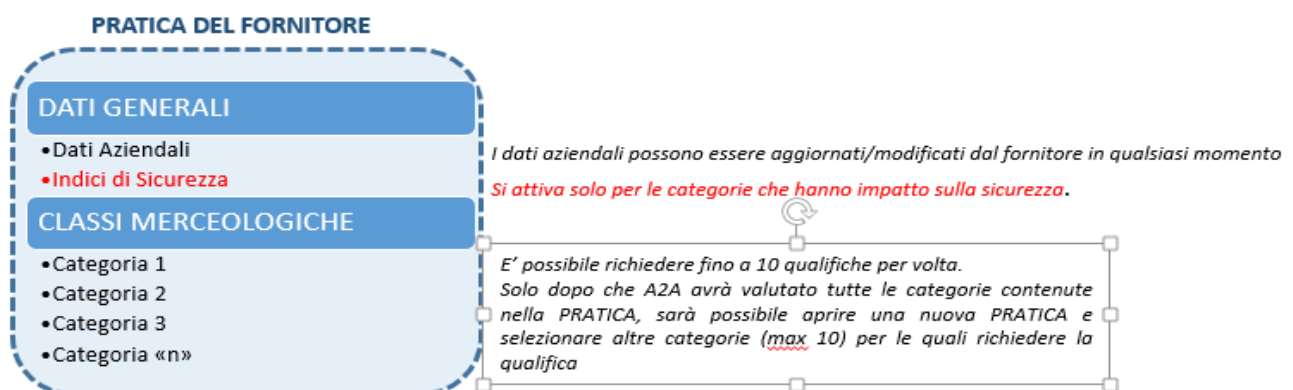 PRATICA DEL FORNITORE
DATI GENERALI
•Dati Aziendali
•Indici di Sicurezza
I dati aziendali possono essere aggiornati/modificati dal fornitore in qualsiasi momento
Si attiva solo per le categorie che hanno impatto sulla sicurezza.
CLASSI MERCEOLOGICHE
•Categoria 1
•Categoria 2
•Categoria 3
•Categoria «n»
E’ possibile richiedere fino a 10 qualifiche per volta.
Solo dopo che A2A avrà valutato tutte le categorie contenute
nella PRATICA, sarà possibile aprire una nuova PRATICA e
selezionare altre categorie (max 10) per le quali richiedere la
qualifica